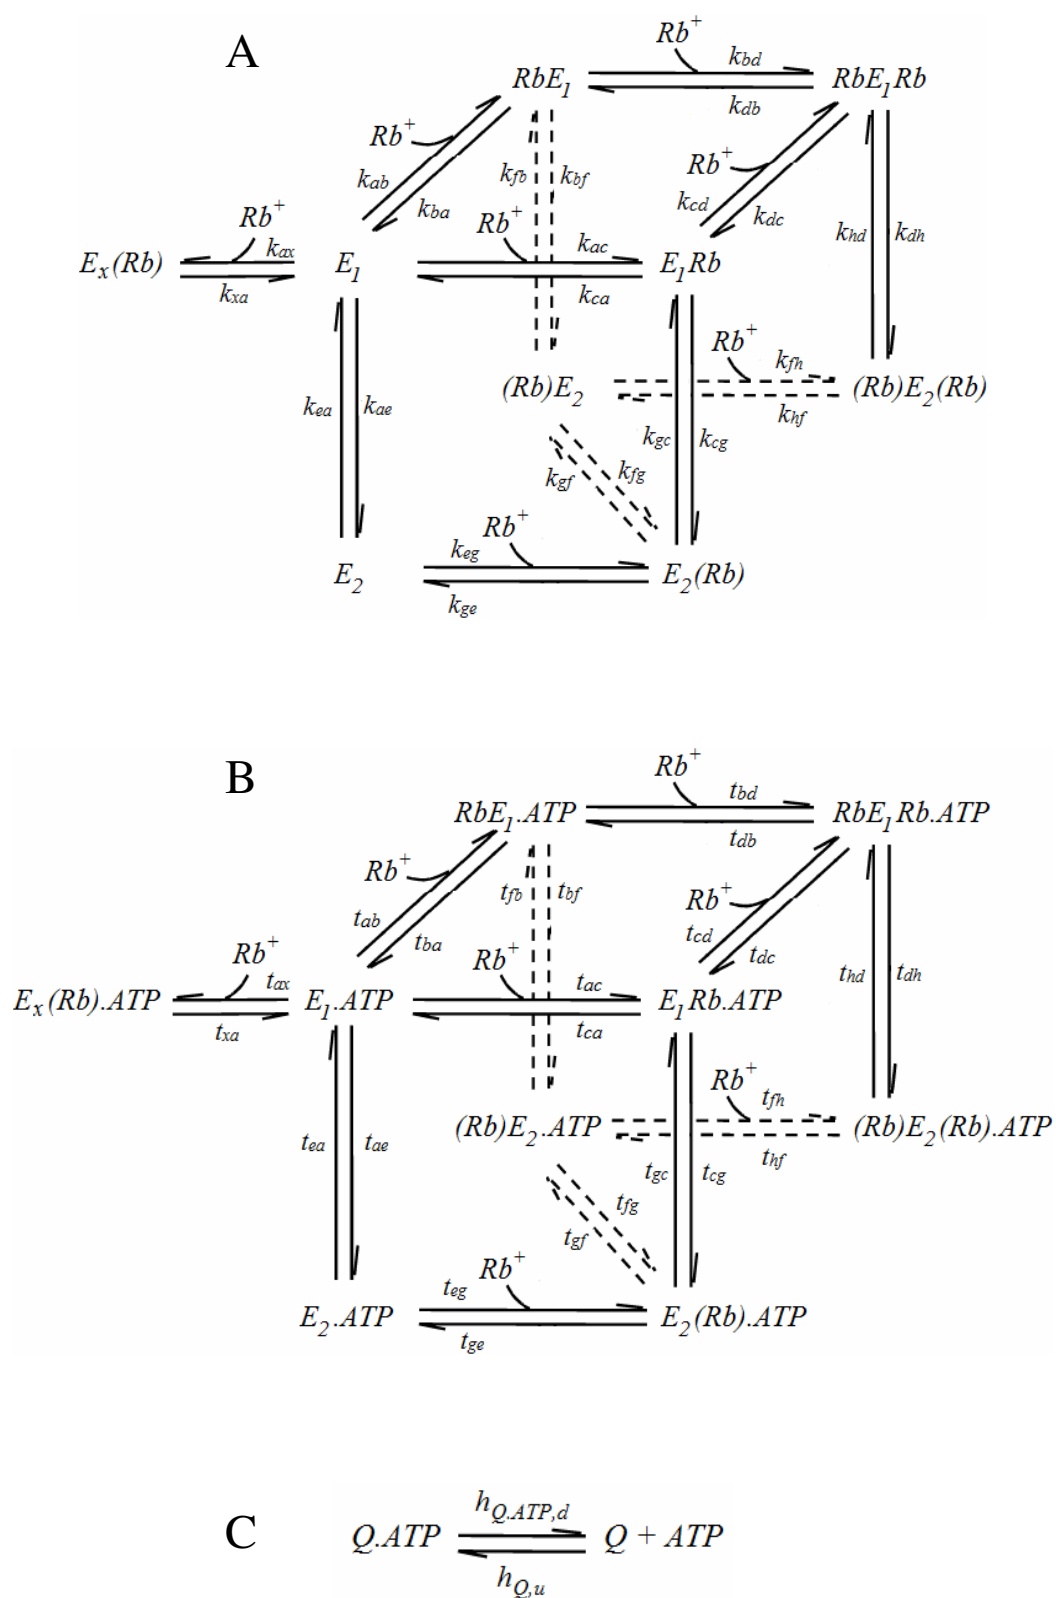 A
Rb+
kbd
RbE1 RbE1Rb
kdb
Rb+
Rb+
kab kba kfb kbf kcd kdc khd kdh
Rb+ Rb+
kax kac
Ex(Rb) E1 E1Rb
kxa kca
Rb+
kfh
(Rb)E2 (Rb)E2(Rb)
khf
kea kae kgc kcg
kgf kfg
Rb+
keg
E2 E2(Rb)
kge
B
Rb+
tbd
RbE1.ATP RbE1Rb.ATP
tdb
Rb+
Rb+
tab tba tfb tbf tcd tdc thd tdh
Rb+ Rb+
tax tac
Ex(Rb).ATP E1.ATP E1Rb.ATP
txa tca
Rb+
tfh
(Rb)E2.ATP (Rb)E2(Rb).ATP
thf
tea tae tgc tcg
tgf tfg
Rb+
teg
E2.ATP E2(Rb).ATP
tge
C
hQ.ATP,d
Q.ATP Q + ATP
hQ,u